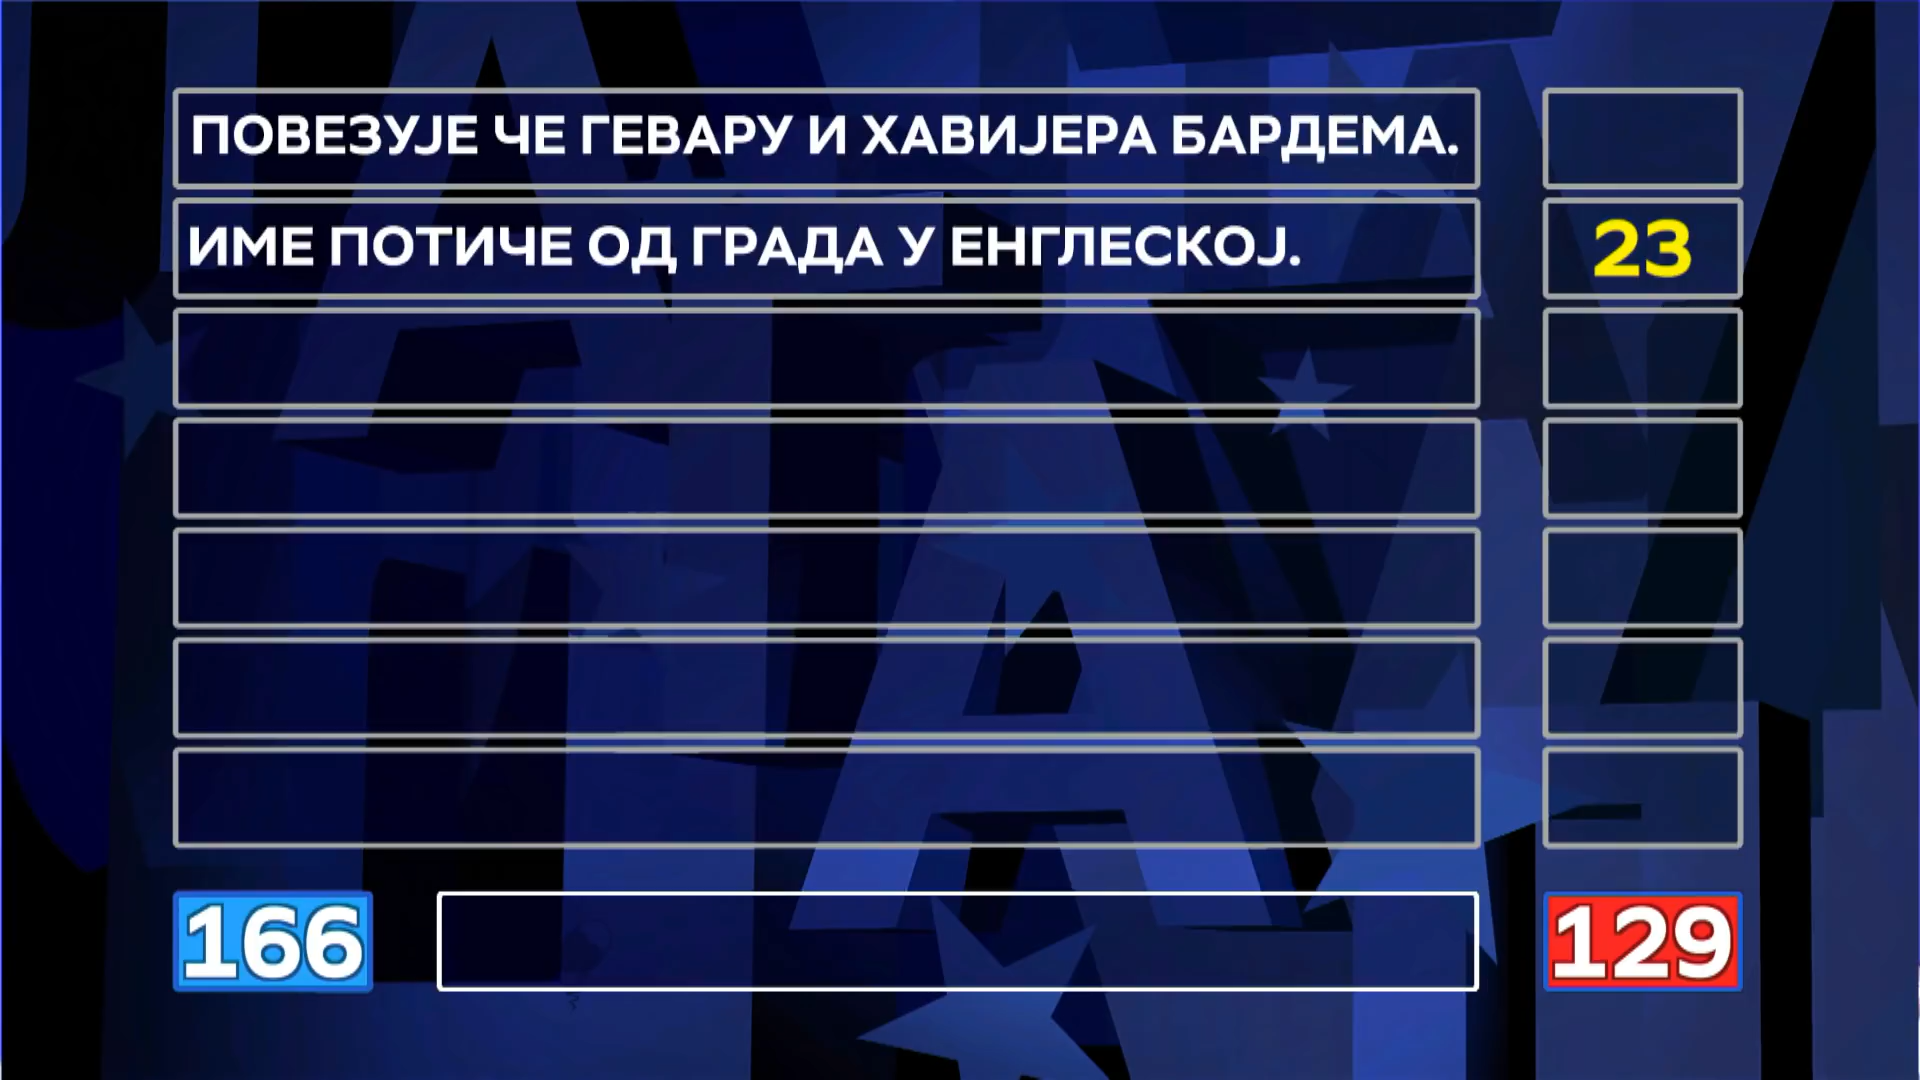 ПОВЕЗУЈЕ ЧЕ ГЕВАРУ И ХАВИЈЕРА БАРДЕМА.
ИМЕ ПОТИЧЕ ОД ГРАДА У ЕНГЛЕСКОЈ.
23
166
129